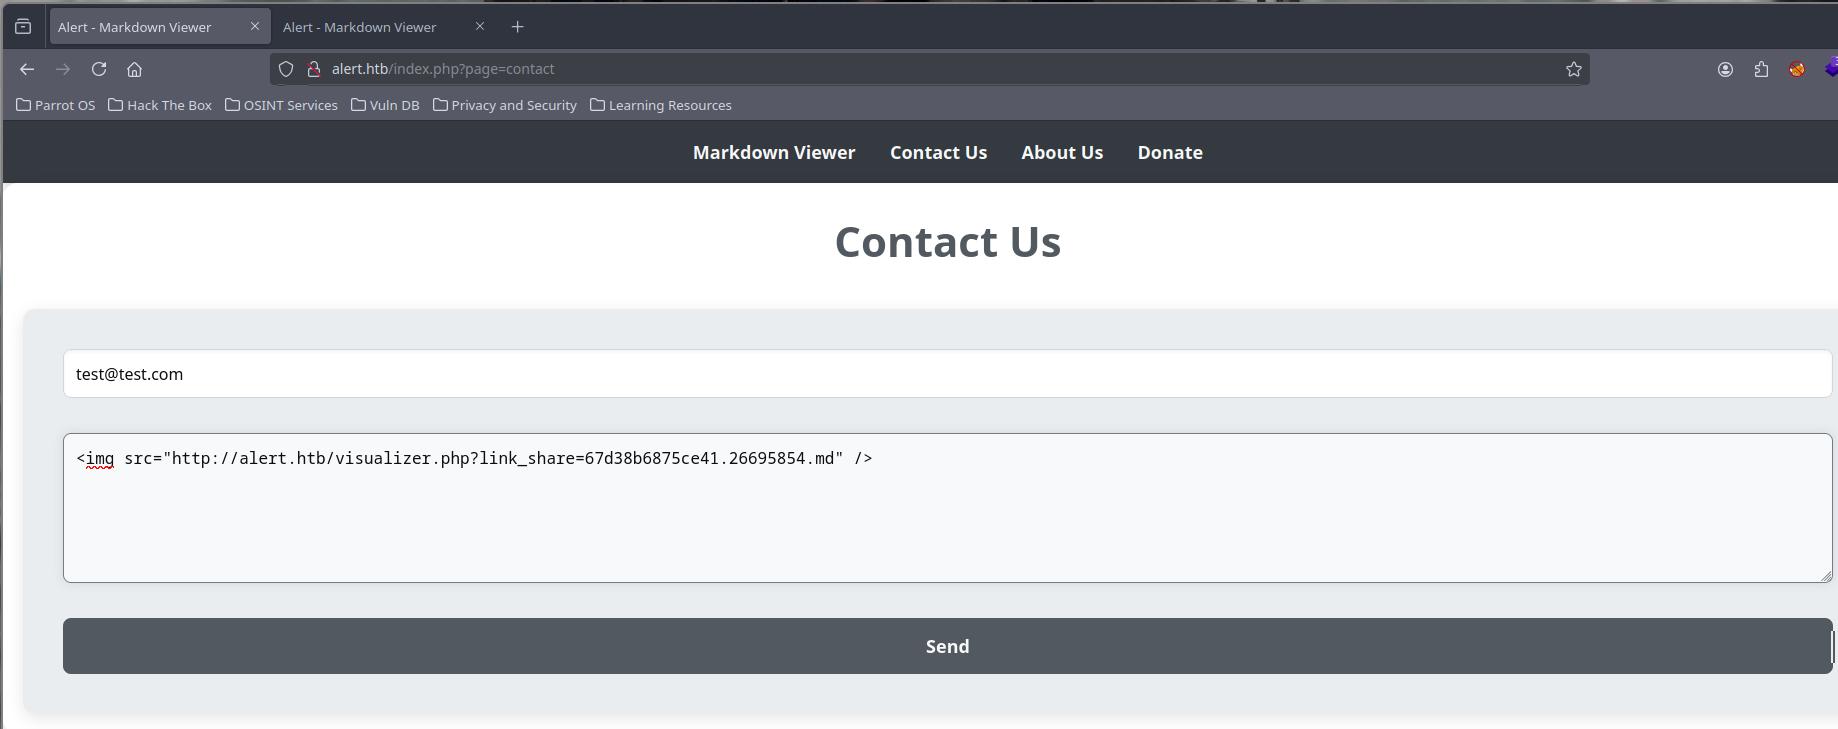 Alert - Markdown Viewer
Alert - Markdown Viewer
alert.htb/index.php?page=contact
Parrot OS Hack The Box OSINT Services Vuln DB Privacy and Security Learning Resources
Markdown Viewer Contact Us About Us Donate
Contact Us
test@test.com
<img src="http://alert.htb/visualizer.php?link_share=67d38b6875ce41.26695854.md" />
Send